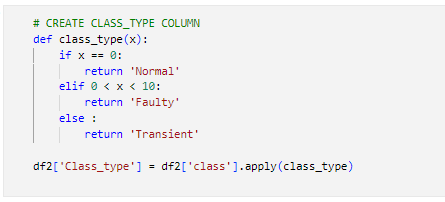 # CREATE CLASS_TYPE COLUMN
def class_type(x):
    if x == 0:
        return 'Normal'
    elif 0 < x < 10:
        return 'Faulty'
    else :
        return 'Transient'
df2['Class_type'] = df2['class'].apply(class_type)